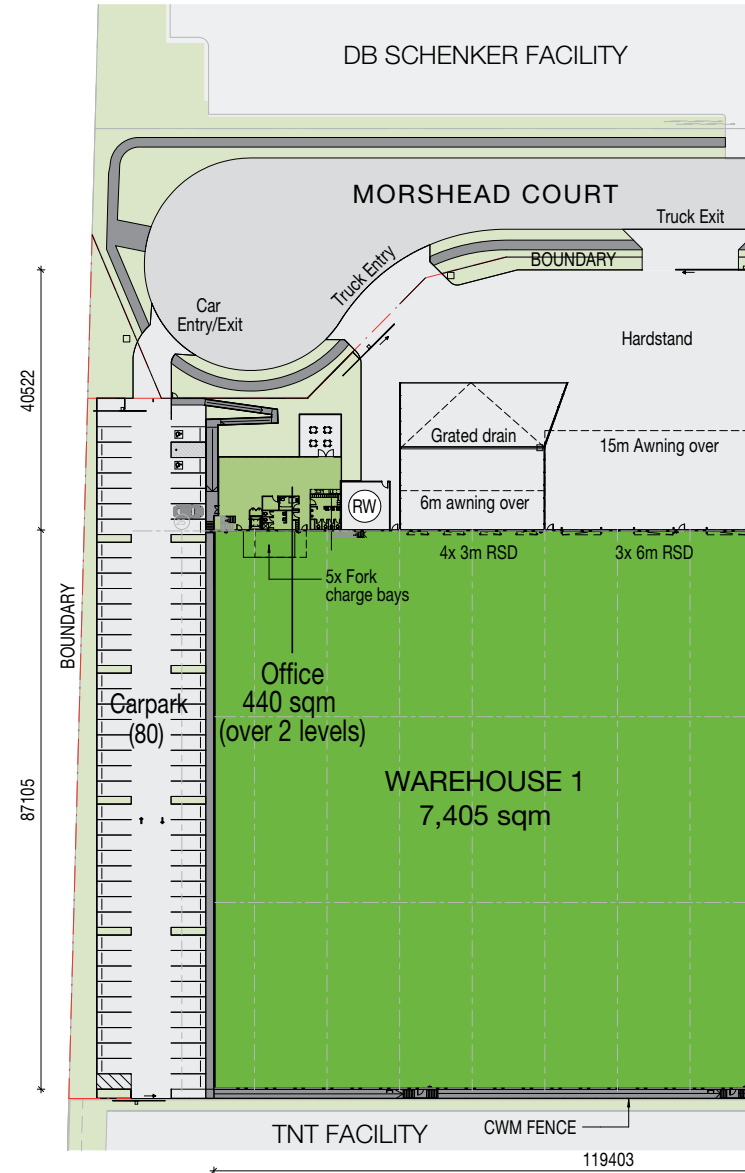 DB SCHENKER FACILITY
MORSHEAD COURT
Truck Exit
BOUNDARY
Truck Entry
Car
Entry/Exit
Hardstand
40522
Grated drain
15m Awning over
6m awning over
RW
4x 3m RSD
3x 6m RSD
5x Fork
charge bays
BOUNDARY
Office
440 sqm
(over 2 levels)
Carpark
(80)
WAREHOUSE 1
7,405 sqm
87105
TNT FACILITY
CWM FENCE
119403